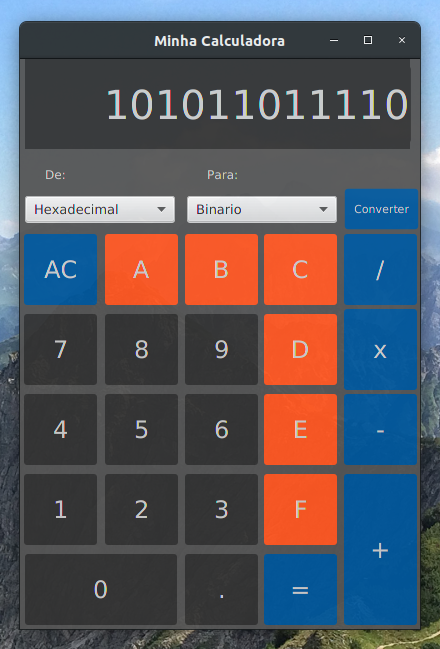 Minha Calculadora
101011011110
De: Para:
Hexadecimal Binario Converter
AC A B C /
7 8 9 D x
4 5 6 E -
1 2 3 F +
0 . =